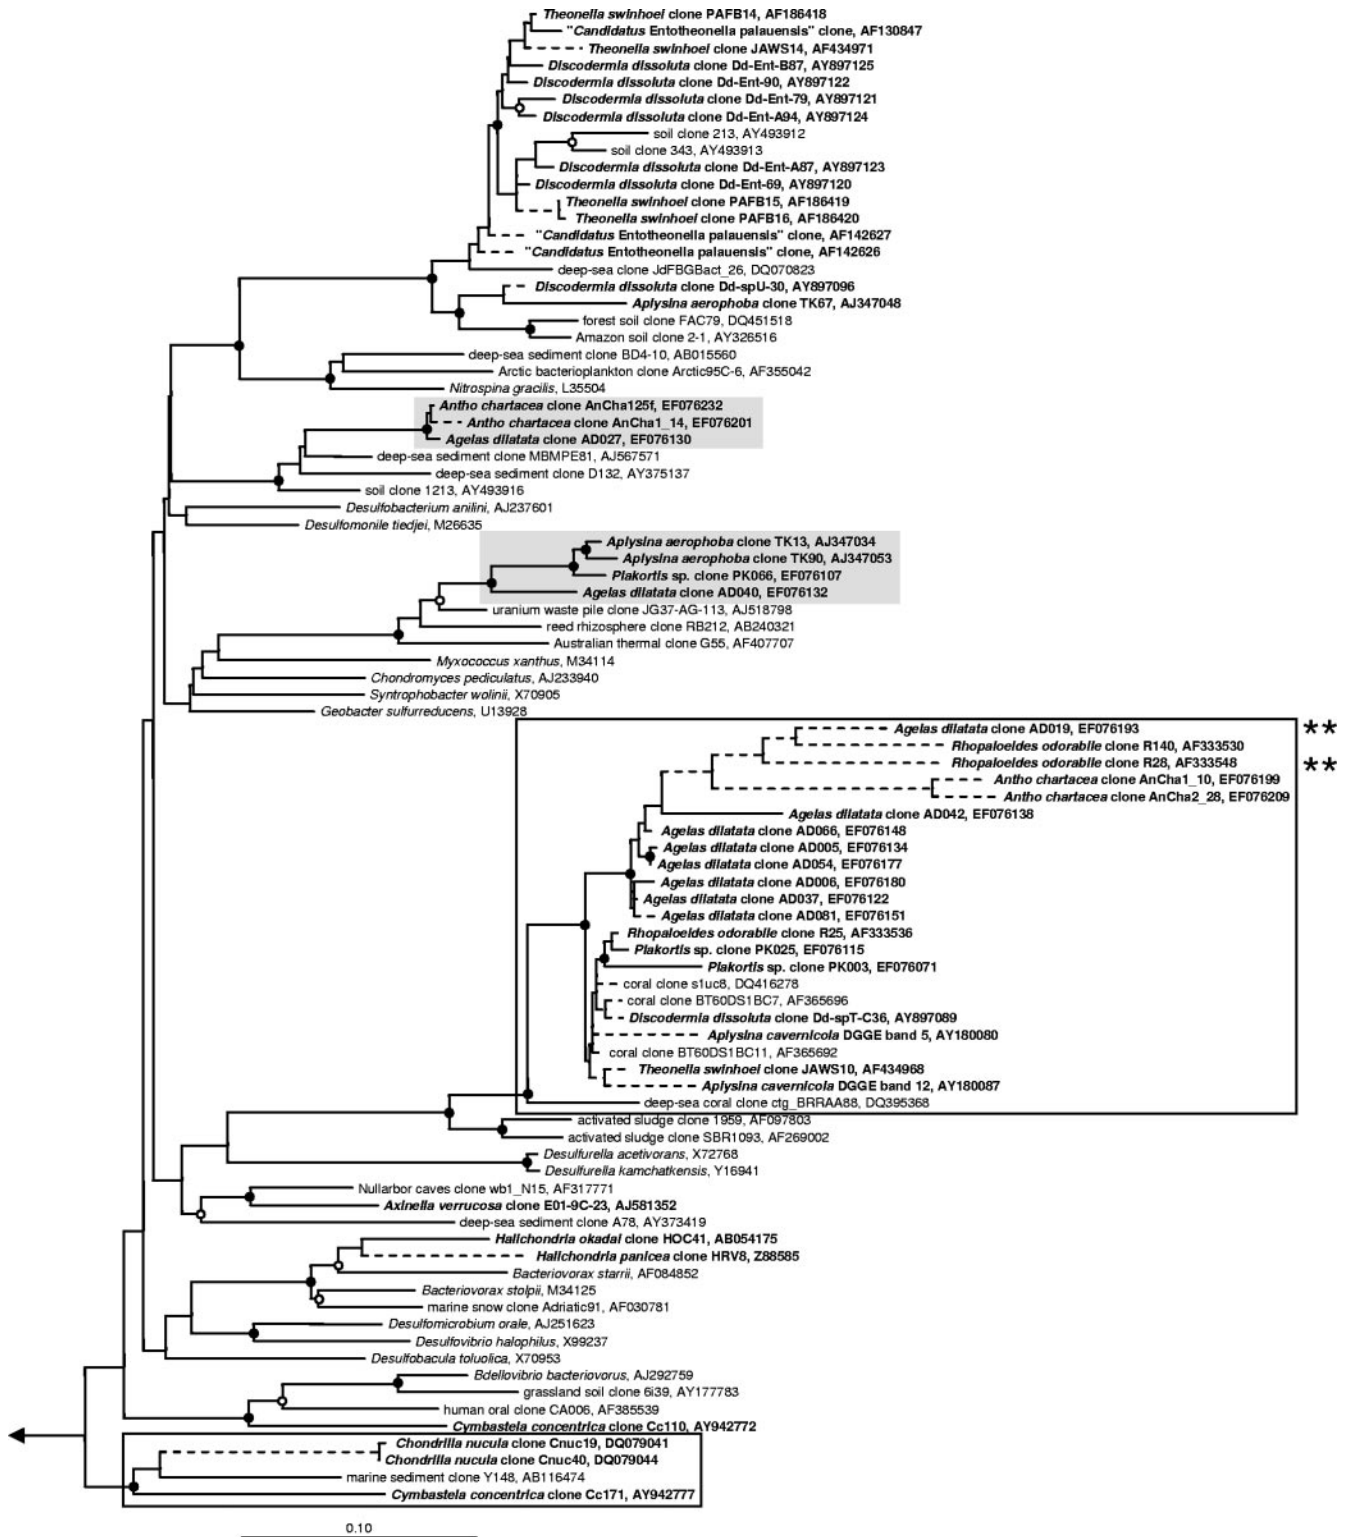 Theonella swinhoei clone PAFB14, AF186418
"Candidatus Entotheonella palauensis" clone, AF130847
Theonella swinhoei clone JAWS14, AF434971
Discodermia dissoluta clone Dd-Ent-B87, AY897125
Discodermia dissoluta clone Dd-Ent-90, AY897122
Discodermia dissoluta clone Dd-Ent-79, AY897121
Discodermia dissoluta clone Dd-Ent-A94, AY897124
soil clone 213, AY493912
soil clone 343, AY493913
Discodermia dissoluta clone Dd-Ent-A87, AY897123
Discodermia dissoluta clone Dd-Ent-69, AY897120
Theonella swinhoei clone PAFB15, AF186419
Theonella swinhoei clone PAFB16, AF186420
"Candidatus Entotheonella palauensis" clone, AF142627
"Candidatus Entotheonella palauensis" clone, AF142626
deep-sea clone JdFBGBact_26, DQ070823
Discodermia dissoluta clone Dd-spU-30, AY897096
Aplysina aerophoba clone TK67, AJ347048
forest soil clone FAC79, DQ451518
Amazon soil clone 2-1, AY326516
deep-sea sediment clone BD4-10, AB015560
Arctic bacterioplankton clone Arctic95C-6, AF355042
Nitrospina gracilis, L35504
Antho chartacea clone AnCha125f, EF076232
Antho chartacea clone AnCha1_14, EF076201
Agelas dilatata clone AD027, EF076130
deep-sea sediment clone MBMPE81, AJ567571
deep-sea sediment clone D132, AY375137
soil clone 1213, AY493916
Desulfobacterium anilini, AJ237601
Desulfomonile tiedjei, M26635
Aplysina aerophoba clone TK13, AJ347034
Aplysina aerophoba clone TK90, AJ347053
Plakortis sp. clone PK066, EF076107
Agelas dilatata clone AD040, EF076132
uranium waste pile clone JG37-AG-113, AJ518798
reed rhizosphere clone RB212, AB240321
Australian thermal clone G55, AF407707
Myxococcus xanthus, M34114
Chondromyces pediculatus, AJ233940
Syntrophobacter wolinii, X70905
Geobacter sulfurreducens, U13928
Agelas dilatata clone AD019, EF076193 **
Rhopaloeides odorabile clone R140, AF333530
Rhopaloeides odorabile clone R28, AF333548 **
Antho chartacea clone AnCha1_10, EF076199
Antho chartacea clone AnCha2_28, EF076209
Agelas dilatata clone AD042, EF076138
Agelas dilatata clone AD066, EF076148
Agelas dilatata clone AD005, EF076134
Agelas dilatata clone AD054, EF076177
Agelas dilatata clone AD006, EF076180
Agelas dilatata clone AD037, EF076122
Agelas dilatata clone AD081, EF076151
Rhopaloeides odorabile clone R25, AF333536
Plakortis sp. clone PK025, EF076115
Plakortis sp. clone PK003, EF076071
coral clone s1uc8, DQ416278
coral clone BT60DS1BC7, AF365696
Discodermia dissoluta clone Dd-spT-C36, AY897089
Aplysina cavernicola DGGE band 5, AY180080
coral clone BT60DS1BC11, AF365692
Theonella swinhoei clone JAWS10, AF434968
Aplysina cavernicola DGGE band 12, AY180087
deep-sea coral clone ctg_BRRAA88, DQ395368
activated sludge clone 1959, AF097803
activated sludge clone SBR1093, AF269002
Desulfurella acetivorans, X72768
Desulfurella kamchatkensis, Y16941
Nullarbor caves clone wb1_N15, AF317771
Axinella verrucosa clone E01-9C-23, AJ581352
deep-sea sediment clone A78, AY373419
Halichondria okadai clone HOC41, AB054175
Halichondria panicea clone HRV8, Z88585
Bacteriovorax starrii, AF084852
Bacteriovorax stolpii, M34125
marine snow clone Adriatic91, AF030781
Desulfomicrobium orale, AJ251623
Desulfovibrio halophilus, X99237
Desulfobacula toluolica, X70953
Bdellovibrio bacteriovorus, AJ292759
grassland soil clone 6i39, AY177783
human oral clone CA006, AF385539
Cymbastela concentrica clone Cc110, AY942772
Chondrilla nucula clone Cnuc19, DQ079041
Chondrilla nucula clone Cnuc40, DQ079044
marine sediment clone Y148, AB116474
Cymbastela concentrica clone Cc171, AY942777
0.10